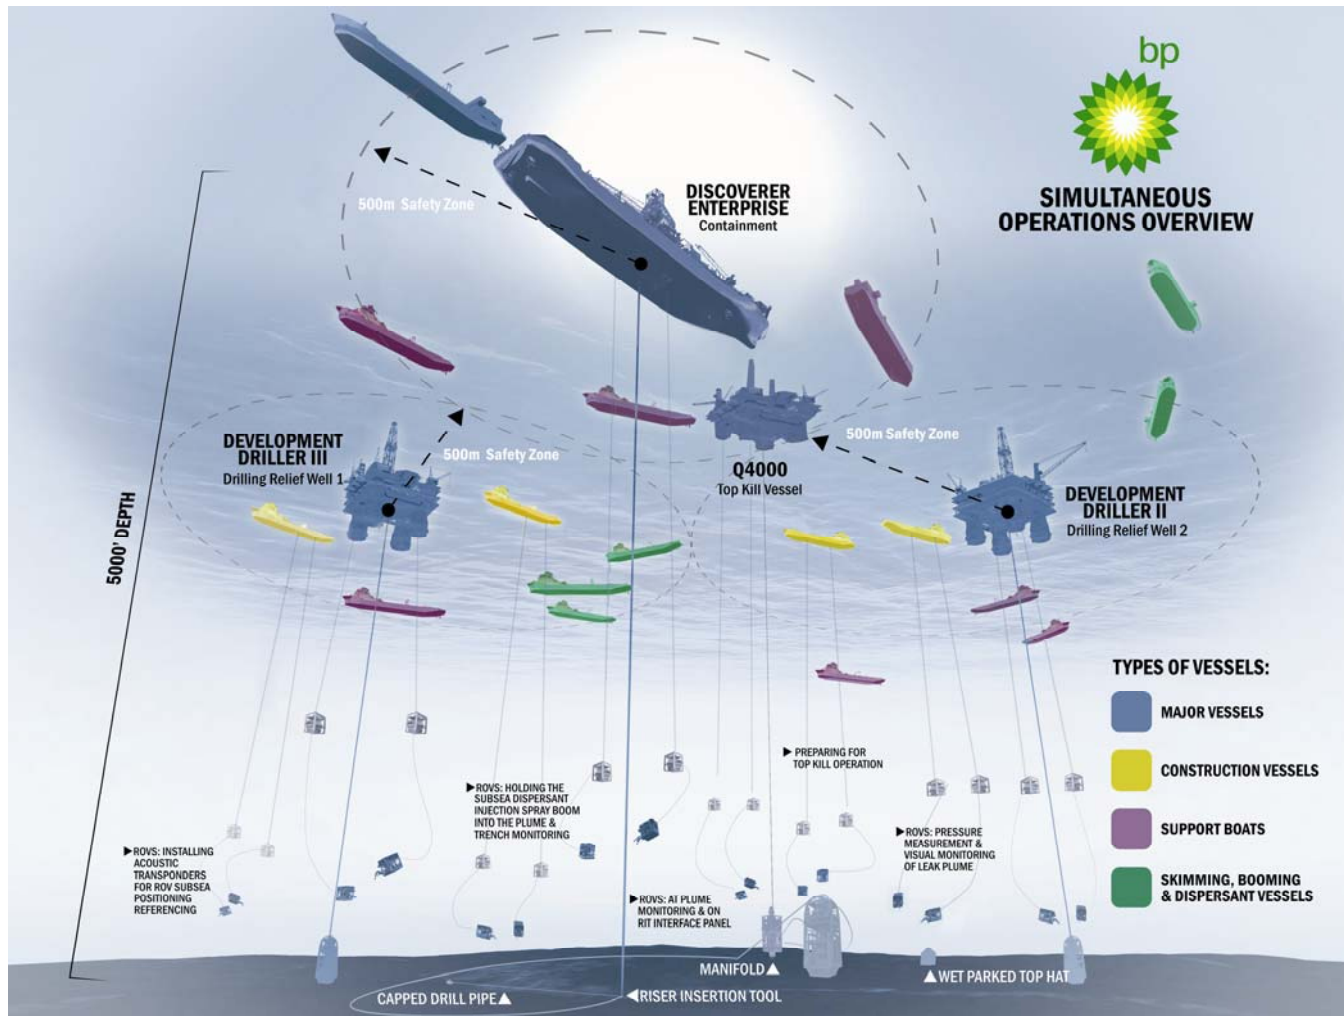 bp
SIMULTANEOUS
OPERATIONS OVERVIEW
DISCOVERER
ENTERPRISE
Containment
500m Safety Zone
DEVELOPMENT
DRILLER III
Drilling Relief Well 1
500m Safety Zone
Q4000
Top Kill Vessel
500m Safety Zone
DEVELOPMENT
DRILLER II
Drilling Relief Well 2
5000' DEPTH
TYPES OF VESSELS:
MAJOR VESSELS
CONSTRUCTION VESSELS
SUPPORT BOATS
SKIMMING, BOOMING
& DISPERSANT VESSELS
▶ROVS: INSTALLING
ACOUSTIC
TRANSPONDERS
FOR ROV SUBSEA
POSITIONING
REFERENCING
▶ROVS: HOLDING THE
SUBSEA DISPERSANT
INJECTION SPRAY BOOM
INTO THE PLUME &
TRENCH MONITORING
▶ROVS: AT PLUME
MONITORING & ON
RIT INTERFACE PANEL
▶ PREPARING FOR
TOP KILL OPERATION
▶ROVS: PRESSURE
MEASUREMENT &
VISUAL MONITORING
OF LEAK PLUME
MANIFOLD▲
▲WET PARKED TOP HAT
CAPPED DRILL PIPE▲
◀RISER INSERTION TOOL